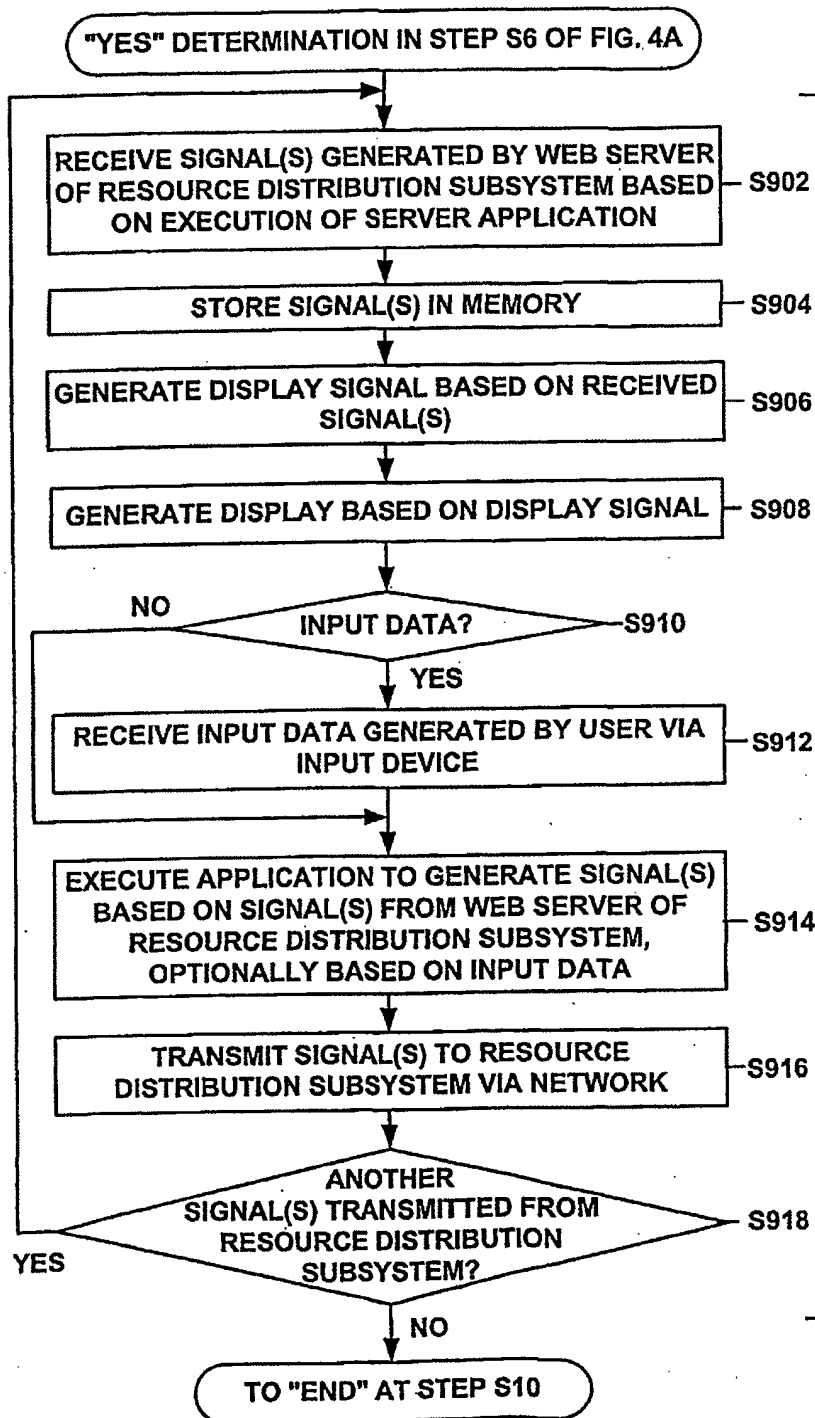 "YES" DETERMINATION IN STEP S6 OF FIG. 4A
RECEIVE SIGNAL(S) GENERATED BY WEB SERVER
OF RESOURCE DISTRIBUTION SUBSYSTEM BASED
ON EXECUTION OF SERVER APPLICATION
S902
STORE SIGNAL(S) IN MEMORY
S904
GENERATE DISPLAY SIGNAL BASED ON RECEIVED
SIGNAL(S)
S906
GENERATE DISPLAY BASED ON DISPLAY SIGNAL
S908
NO
INPUT DATA?
S910
YES
RECEIVE INPUT DATA GENERATED BY USER VIA
INPUT DEVICE
S912
EXECUTE APPLICATION TO GENERATE SIGNAL(S)
BASED ON SIGNAL(S) FROM WEB SERVER OF
RESOURCE DISTRIBUTION SUBSYSTEM,
OPTIONALLY BASED ON INPUT DATA
S914
TRANSMIT SIGNAL(S) TO RESOURCE
DISTRIBUTION SUBSYSTEM VIA NETWORK
S916
ANOTHER
SIGNAL(S) TRANSMITTED FROM
RESOURCE DISTRIBUTION
SUBSYSTEM?
S918
YES
NO
TO "END" AT STEP S10